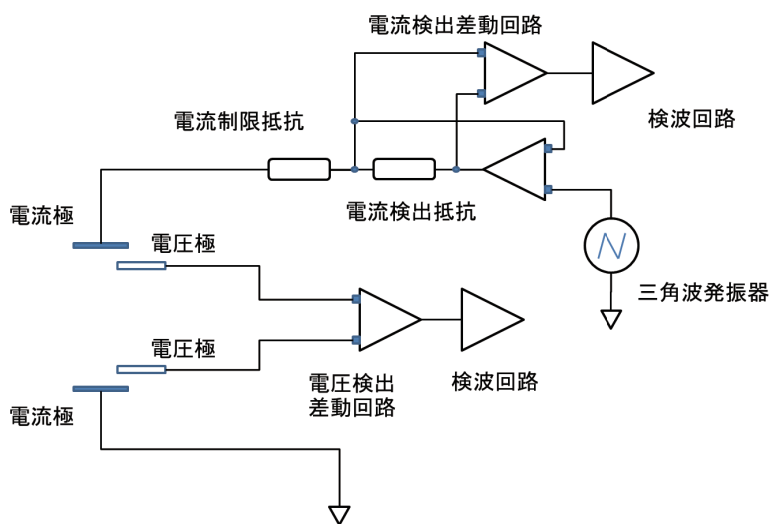 電流検出差動回路
検波回路
電流制限抵抗
電流検出抵抗
電流極
電圧極
三角波発振器
電圧極
電圧検出
差動回路
検波回路
電流極